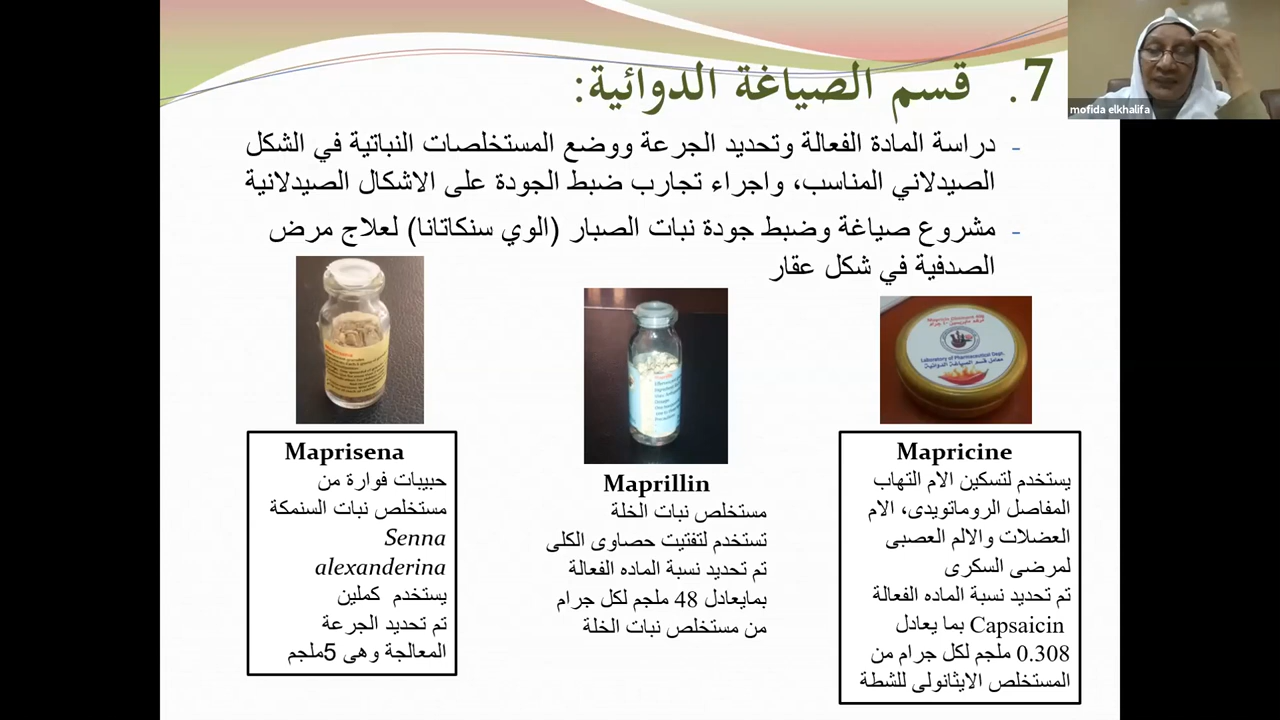 7. قسم الصياغة الدوائية:
- دراسة المادة الفعالة وتحديد الجرعة ووضع المستخلصات النباتية في الشكل
الصيدلاني المناسب، واجراء تجارب ضبط الجودة على الاشكال الصيدلانية
- مشروع صياغة وضبط جودة نبات الصبار (الوي سنكاتانا) لعلاج مرض
الصدفية في شكل عقار
mofida elkhalifa
Laboratory of Pharmaceutical Dept.
معامل قسم الصياغة الدوائية
Mapricine
يستخدم لتسكين الام التهاب
المفاصل الروماتويدى، الام
العضلات والالم العصبى
لمرضى السكرى
تم تحديد نسبة الماده الفعالة
Capsaicin بما يعادل
0.308 ملجم لكل جرام من
المستخلص الايثانولى للشطة
Maprillin
مستخلص نبات الخلة
تستخدم لتفتيت حصاوى الكلى
تم تحديد نسبة الماده الفعالة
بمايعادل 48 ملجم لكل جرام
من مستخلص نبات الخلة
Maprisena
حبيبات فوارة من
مستخلص نبات السنمكة
Senna
alexanderina
يستخدم كملين
تم تحديد الجرعة
المعالجة وهى 5ملجم